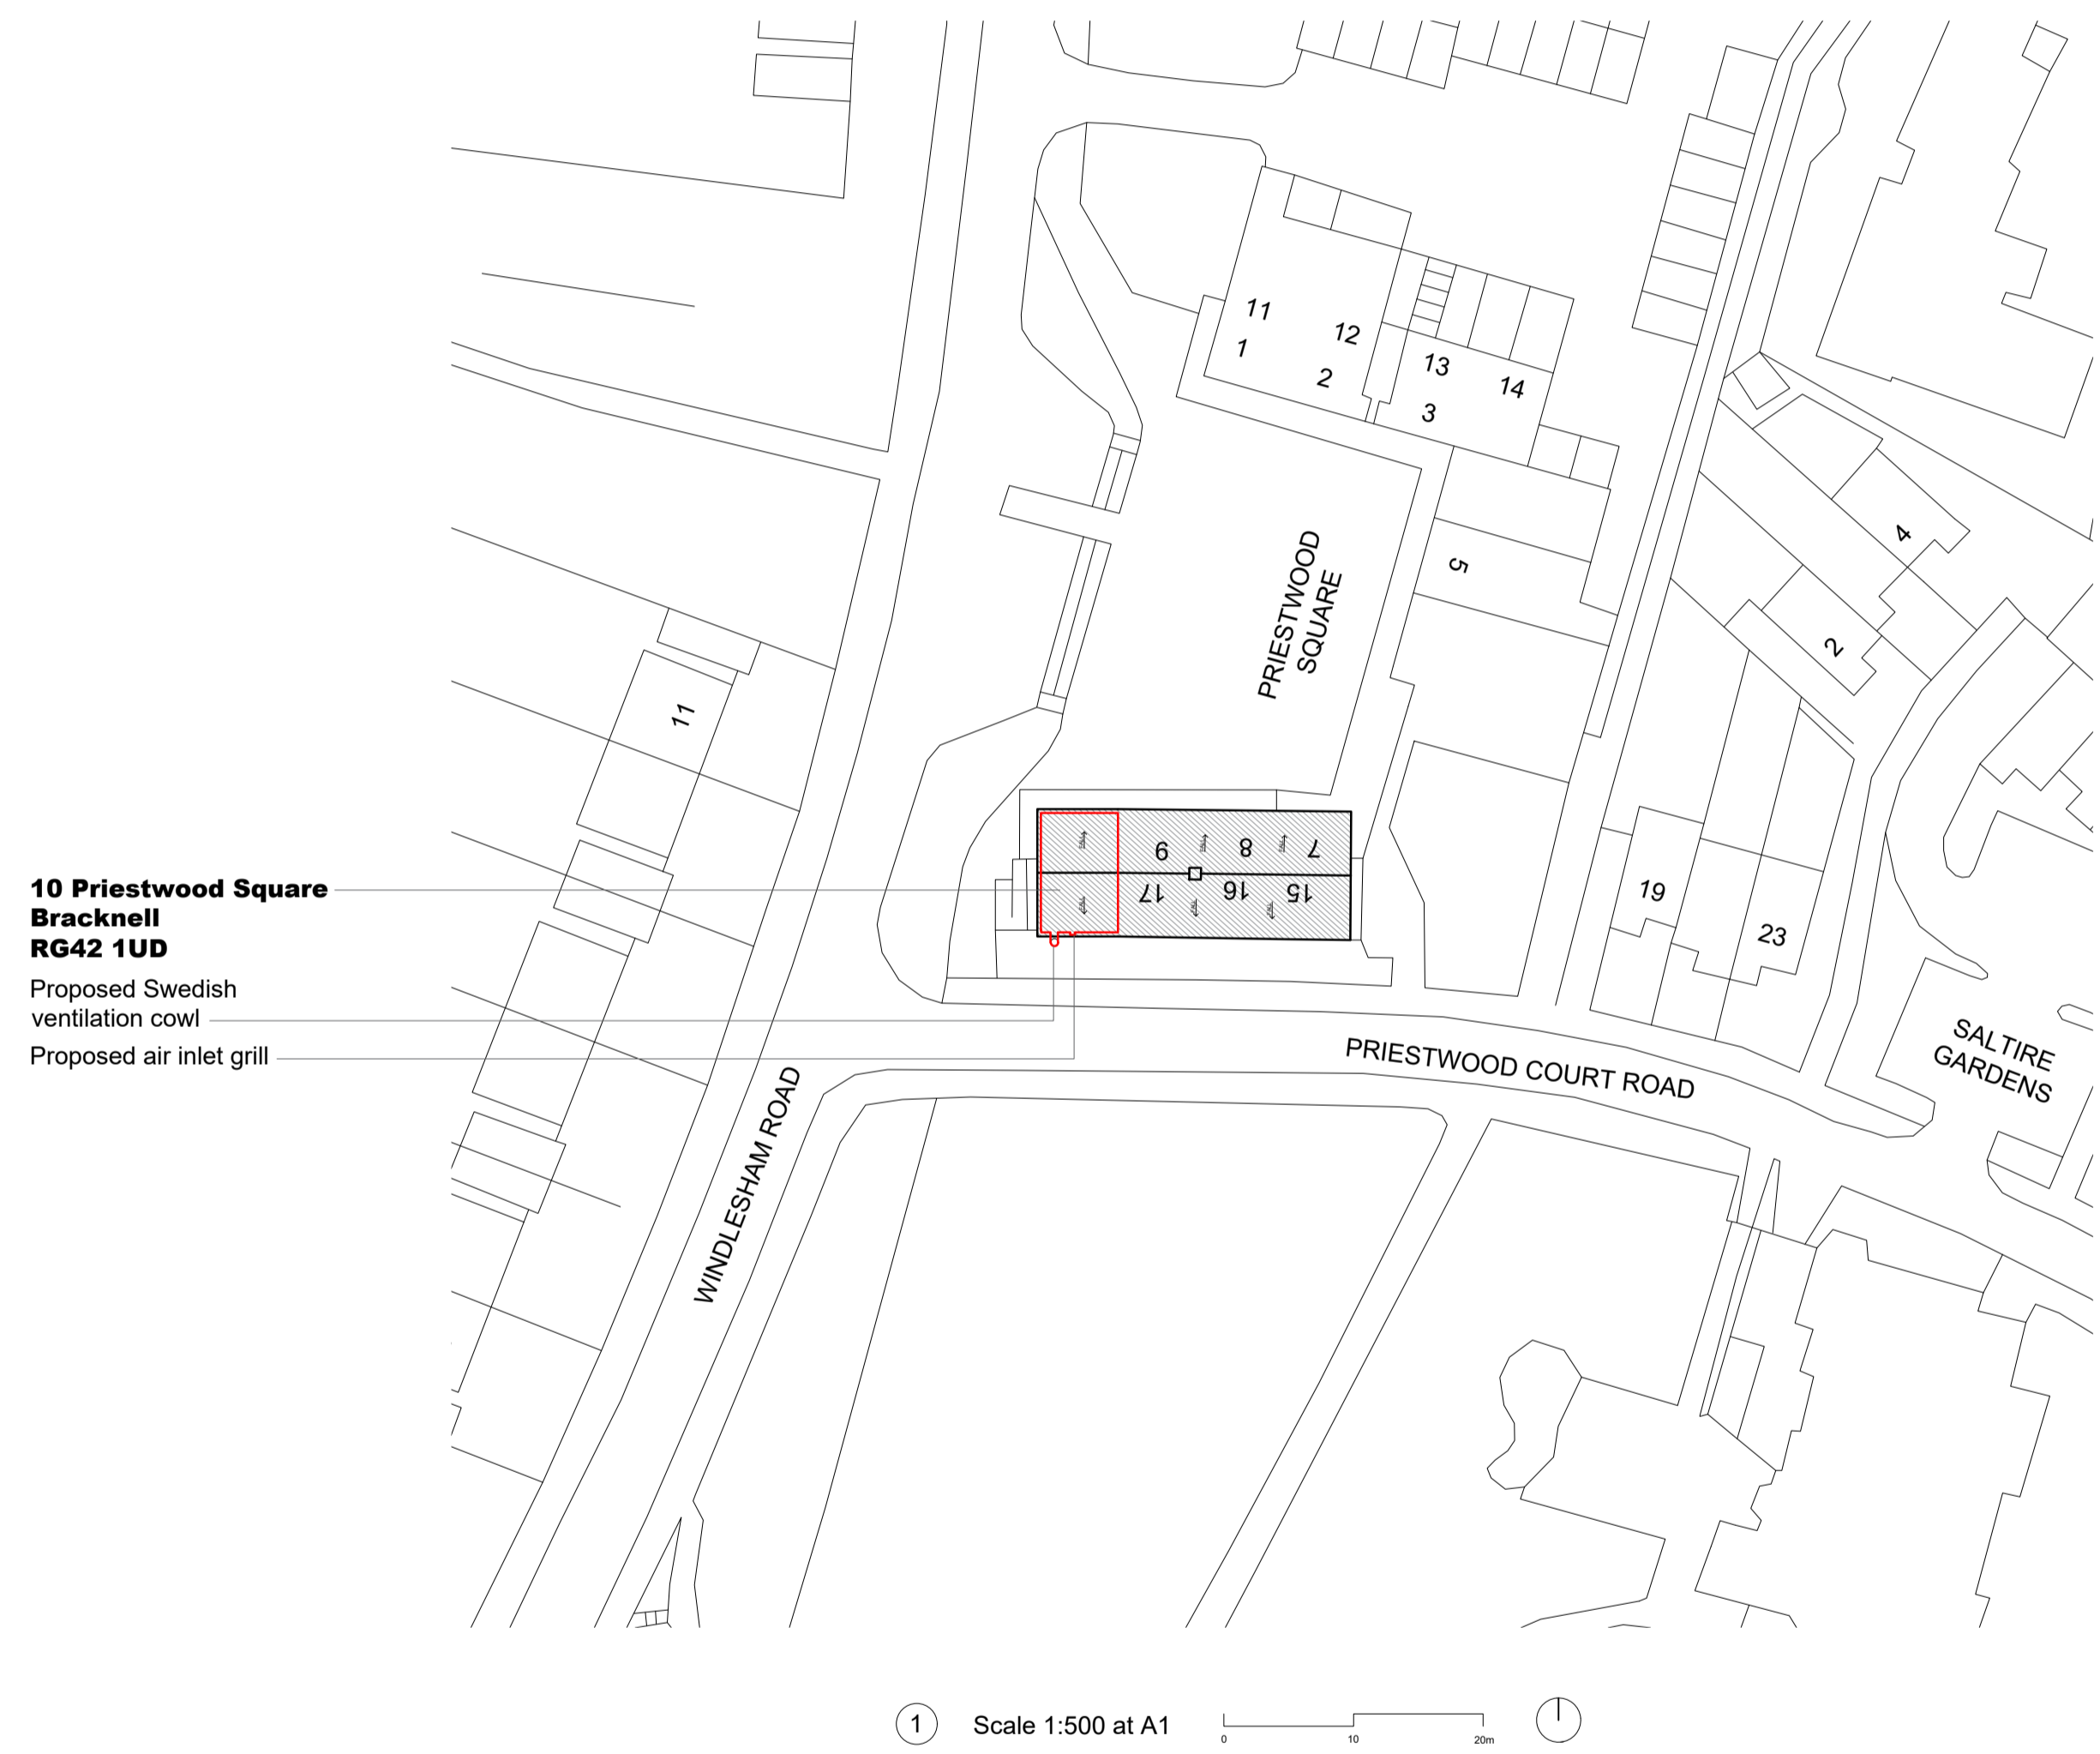 11
12
1
2
13
14
3
5
4
2
PRIESTWOOD
SQUARE
11
9
8
7
17
16
15
19
23
10 Priestwood Square
Bracknell
RG42 1UD
Proposed Swedish
ventilation cowl
Proposed air inlet grill
PRIESTWOOD COURT ROAD
SALTIRE
GARDENS
WINDLESHAM ROAD
1
Scale 1:500 at A1
0
10
20m